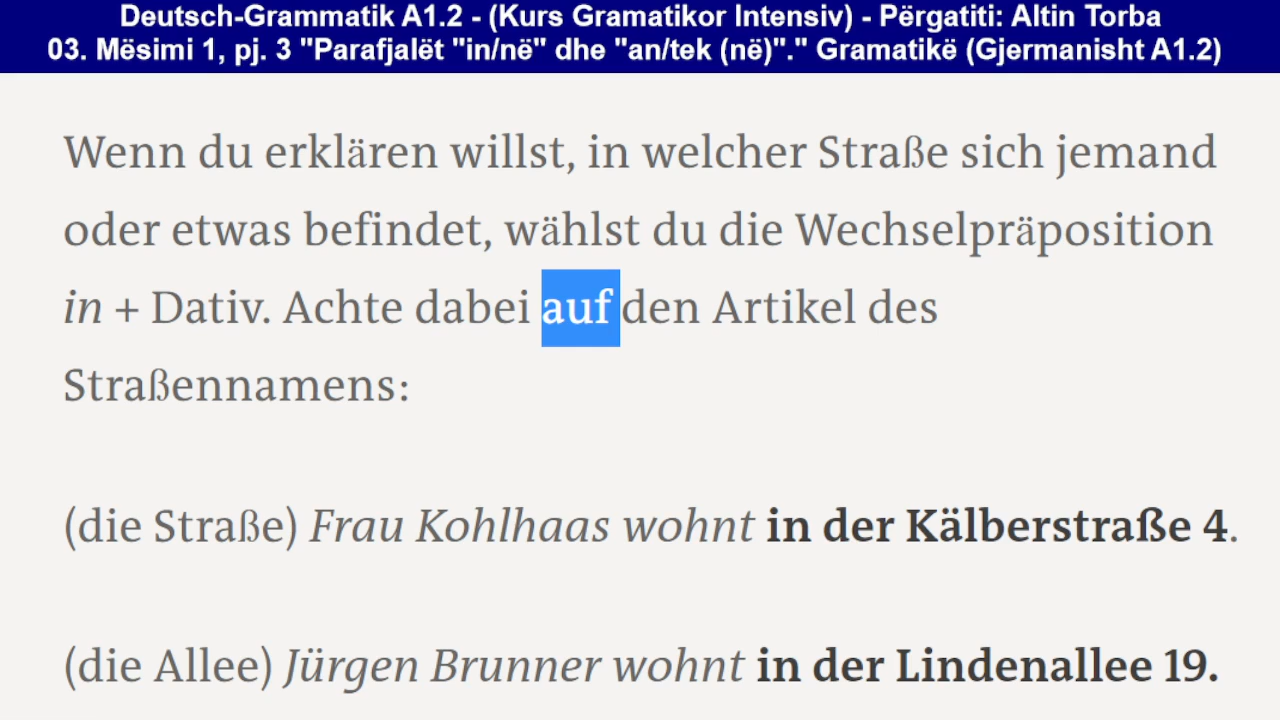 Deutsch-Grammatik A1.2 - (Kurs Gramatikor Intensiv) - Përgatiti: Altin Torba
03. Mësimi 1, pj. 3 "Parafjalët "in/në" dhe "an/tek (në)"." Gramatikë (Gjermanisht A1.2)
Wenn du erklären willst, in welcher Straße sich jemand
oder etwas befindet, wählst du die Wechselpräposition
in + Dativ. Achte dabei auf den Artikel des
Straßennamens:
(die Straße) Frau Kohlhaas wohnt in der Kälberstraße 4.
(die Allee) Jürgen Brunner wohnt in der Lindenallee 19.